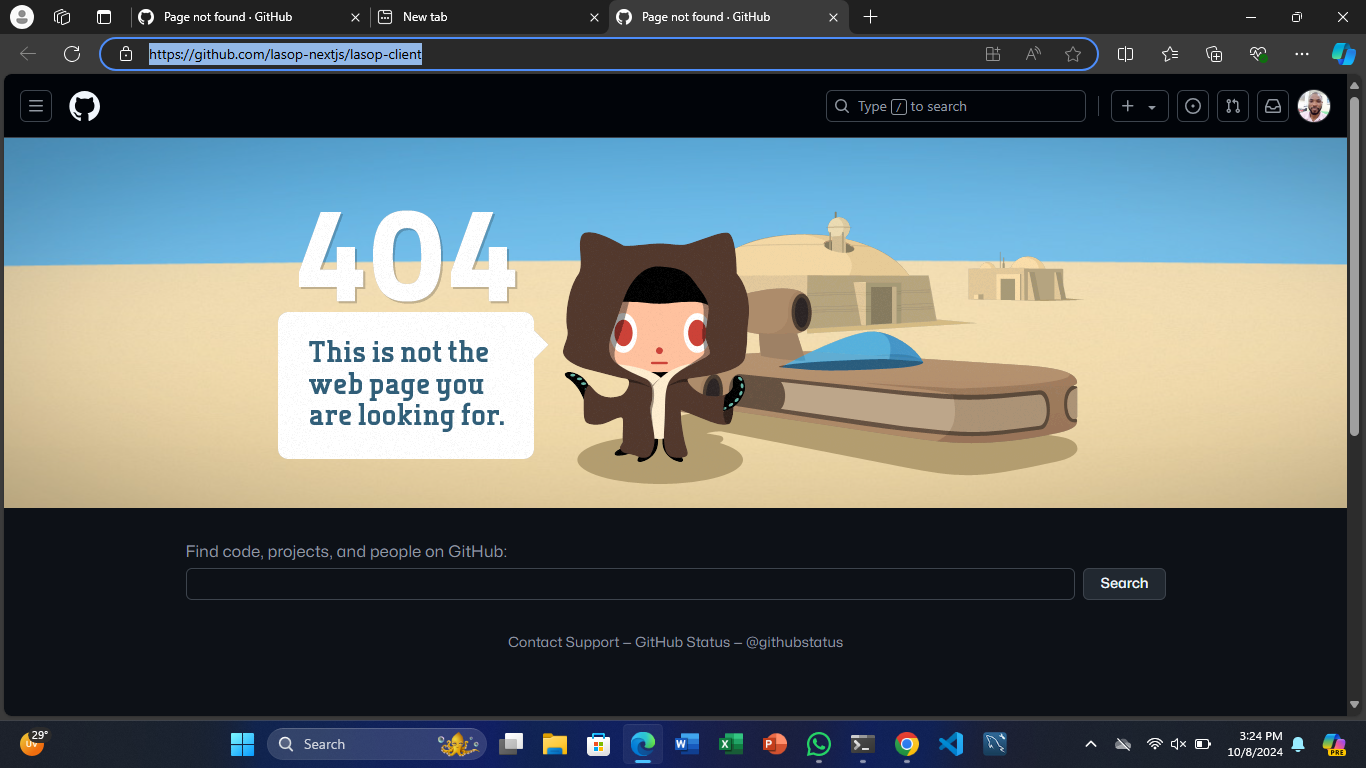 Page not found · GitHub
New tab
Page not found · GitHub
https://github.com/lasop-nextjs/lasop-client
Type / to search
404
This is not the
web page you
are looking for.
Find code, projects, and people on GitHub:
Search
Contact Support — GitHub Status — @githubstatus
29°
UV
Search
3:24 PM
10/8/2024
PRE